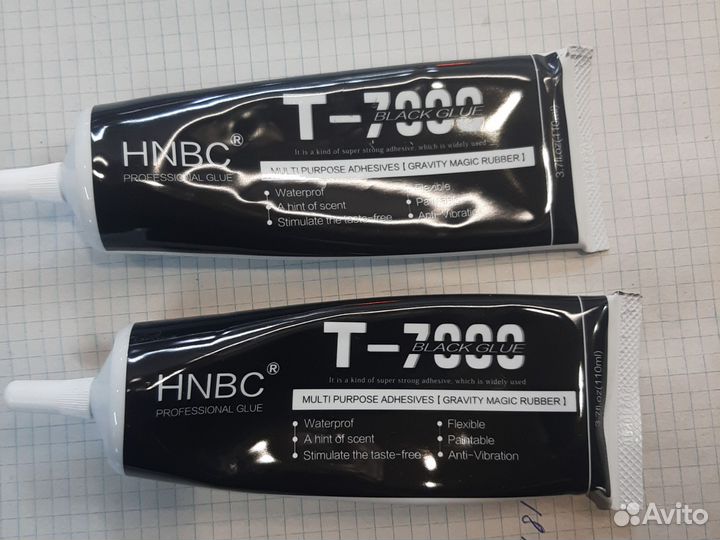 T-7000
BLACK GLUE
HNBC®
PROFESSIONAL GLUE
It is a kind of super strong adhesive, which is widely used
MULTI PURPOSE ADHESIVES【GRAVITY MAGIC RUBBER】
Waterprof
A hint of scent
Stimulate the taste-free
Flexible
Paintable
Anti-Vibration
3.7fl.oz(110ml)
T-7000
BLACK GLUE
HNBC®
PROFESSIONAL GLUE
It is a kind of super strong adhesive, which is widely used
MULTI PURPOSE ADHESIVES【GRAVITY MAGIC RUBBER】
Waterprof
A hint of scent
Stimulate the taste-free
Flexible
Paintable
Anti-Vibration
3.7fl.oz(110ml)
Avito